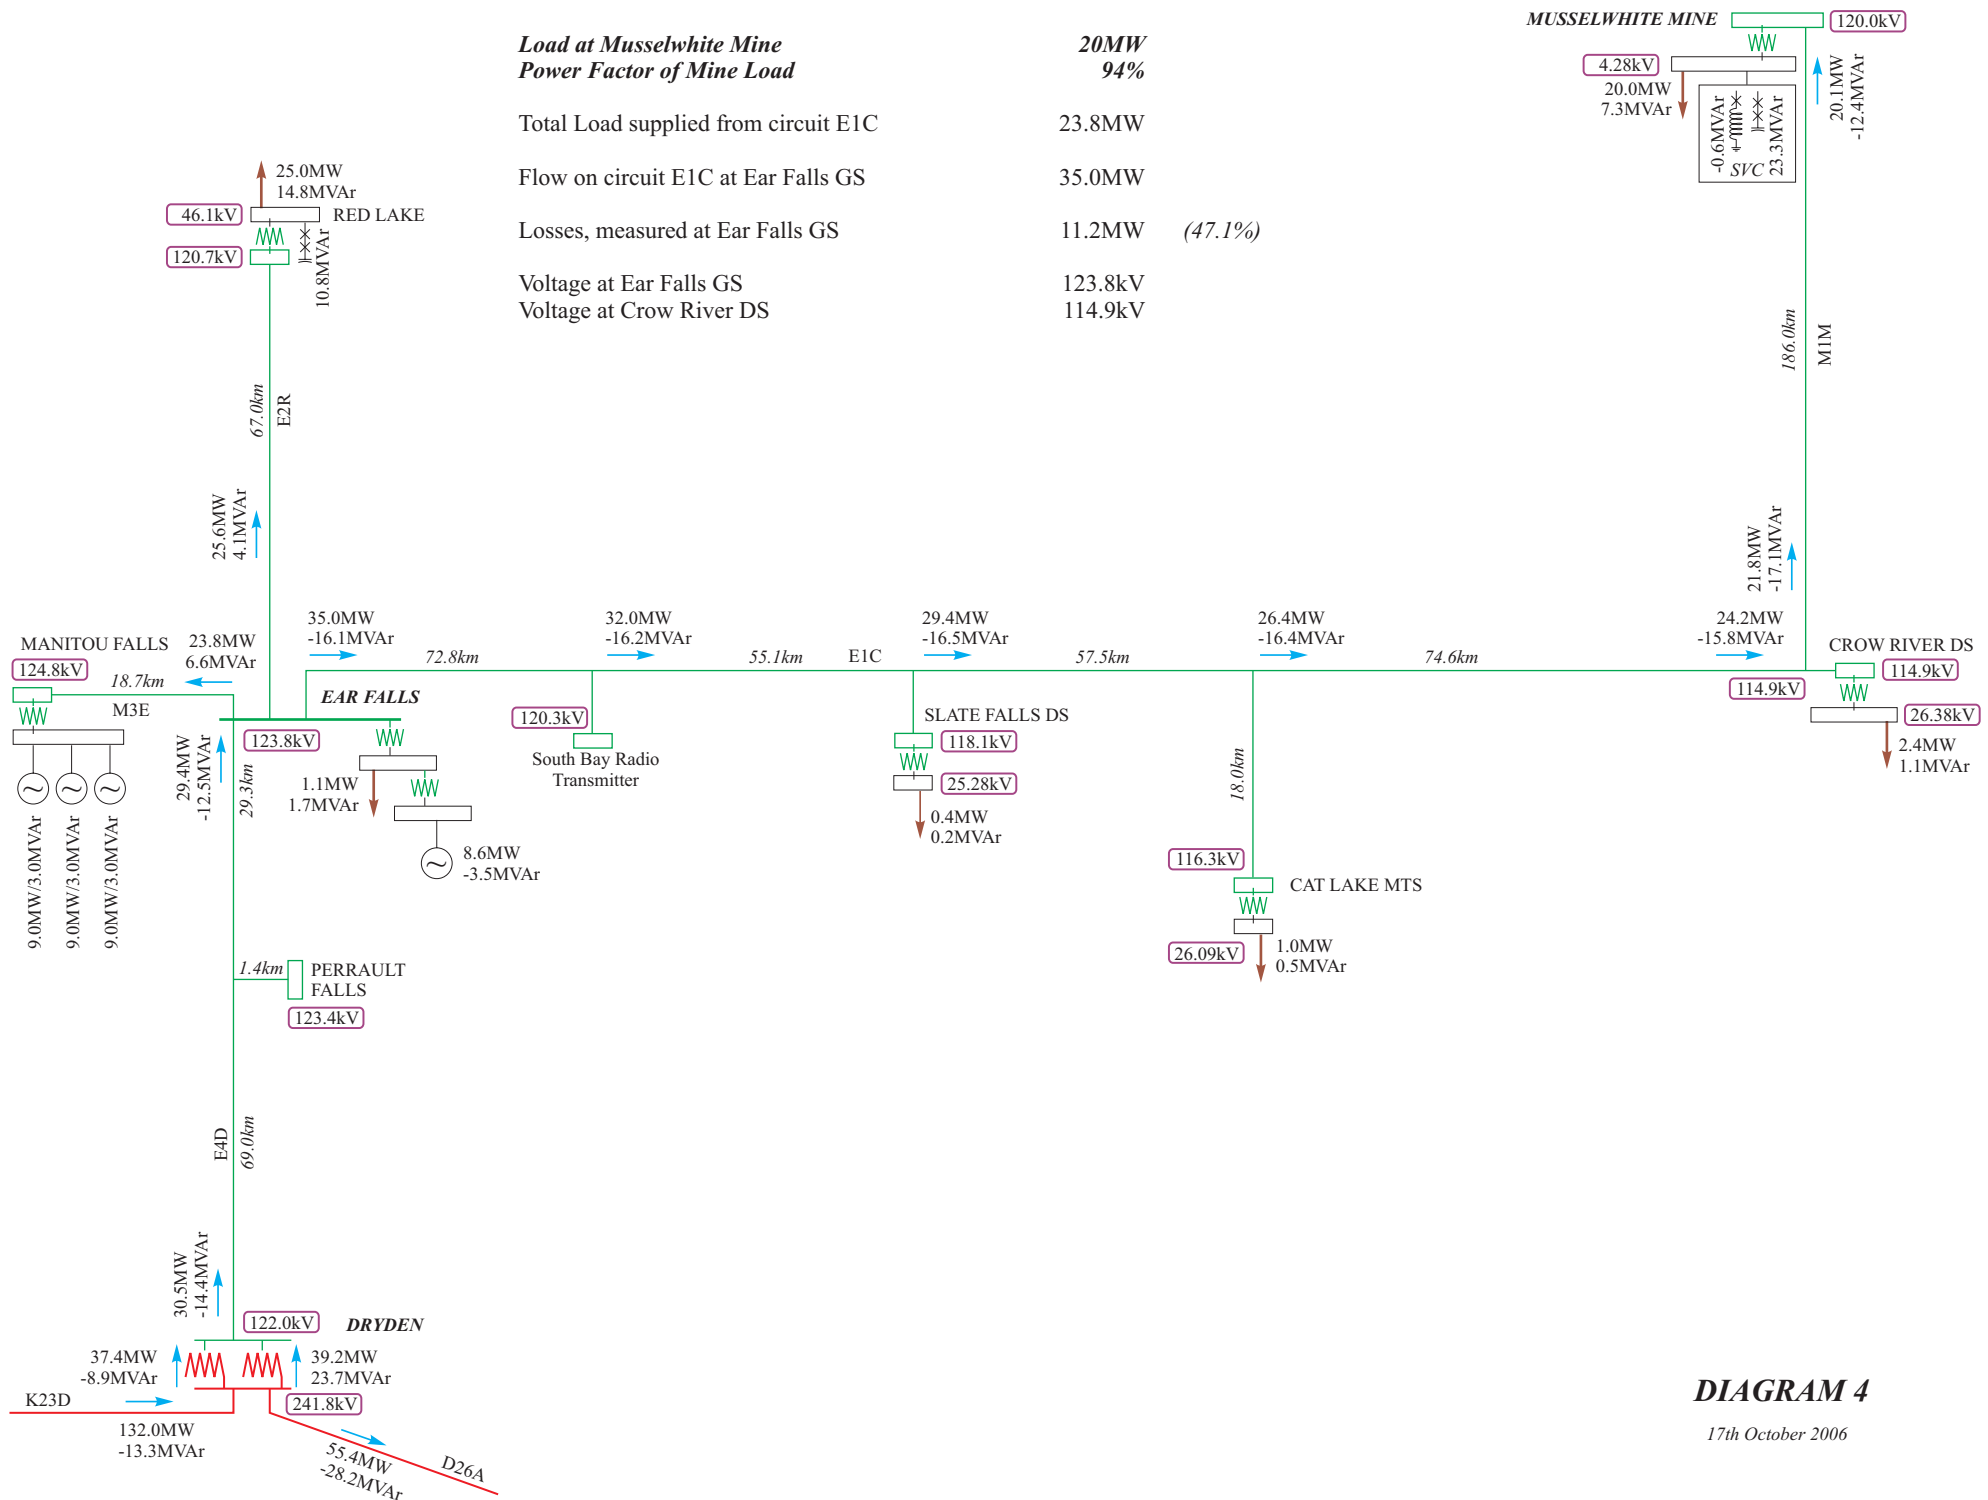 MUSSELWHITE MINE
120.0kV
4.28kV
20.0MW
7.3MVAr
-0.6MVAr
23.3MVAr
SVC
20.1MW
-12.4MVAr
Load at Musselwhite Mine 20MW
Power Factor of Mine Load 94%
Total Load supplied from circuit E1C 23.8MW
Flow on circuit E1C at Ear Falls GS 35.0MW
Losses, measured at Ear Falls GS 11.2MW (47.1%)
Voltage at Ear Falls GS 123.8kV
Voltage at Crow River DS 114.9kV
25.0MW
14.8MVAr
46.1kV
RED LAKE
120.7kV
10.8MVAr
67.0km
E2R
25.6MW
4.1MVAr
186.0km
M1M
21.8MW
-17.1MVAr
MANITOU FALLS
124.8kV
23.8MW
6.6MVAr
18.7km
M3E
35.0MW
-16.1MVAr
72.8km
32.0MW
-16.2MVAr
55.1km
E1C
29.4MW
-16.5MVAr
57.5km
26.4MW
-16.4MVAr
74.6km
24.2MW
-15.8MVAr
CROW RIVER DS
114.9kV
114.9kV
26.38kV
2.4MW
1.1MVAr
EAR FALLS
123.8kV
29.4MW
-12.5MVAr
29.3km
1.1MW
1.7MVAr
8.6MW
-3.5MVAr
9.0MW/3.0MVAr
9.0MW/3.0MVAr
9.0MW/3.0MVAr
120.3kV
South Bay Radio
Transmitter
SLATE FALLS DS
118.1kV
25.28kV
0.4MW
0.2MVAr
18.0km
116.3kV
CAT LAKE MTS
26.09kV
1.0MW
0.5MVAr
1.4km
PERRAULT
FALLS
123.4kV
E4D
69.0km
30.5MW
-14.4MVAr
122.0kV
DRYDEN
37.4MW
-8.9MVAr
39.2MW
23.7MVAr
K23D
241.8kV
132.0MW
-13.3MVAr
55.4MW
-28.2MVAr
D26A
DIAGRAM 4
17th October 2006